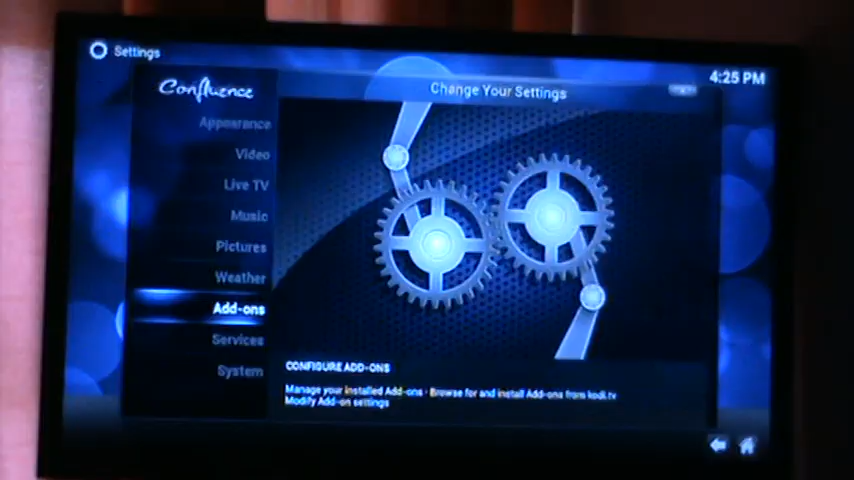 Settings
4:25 PM
Confluence
Change Your Settings
Appearance
Video
Live TV
Music
Pictures
Weather
Add-ons
Services
System
CONFIGURE ADD-ONS
Manage your installed Add-ons · Browse for and install Add-ons from kodi.tv
Modify Add-on settings